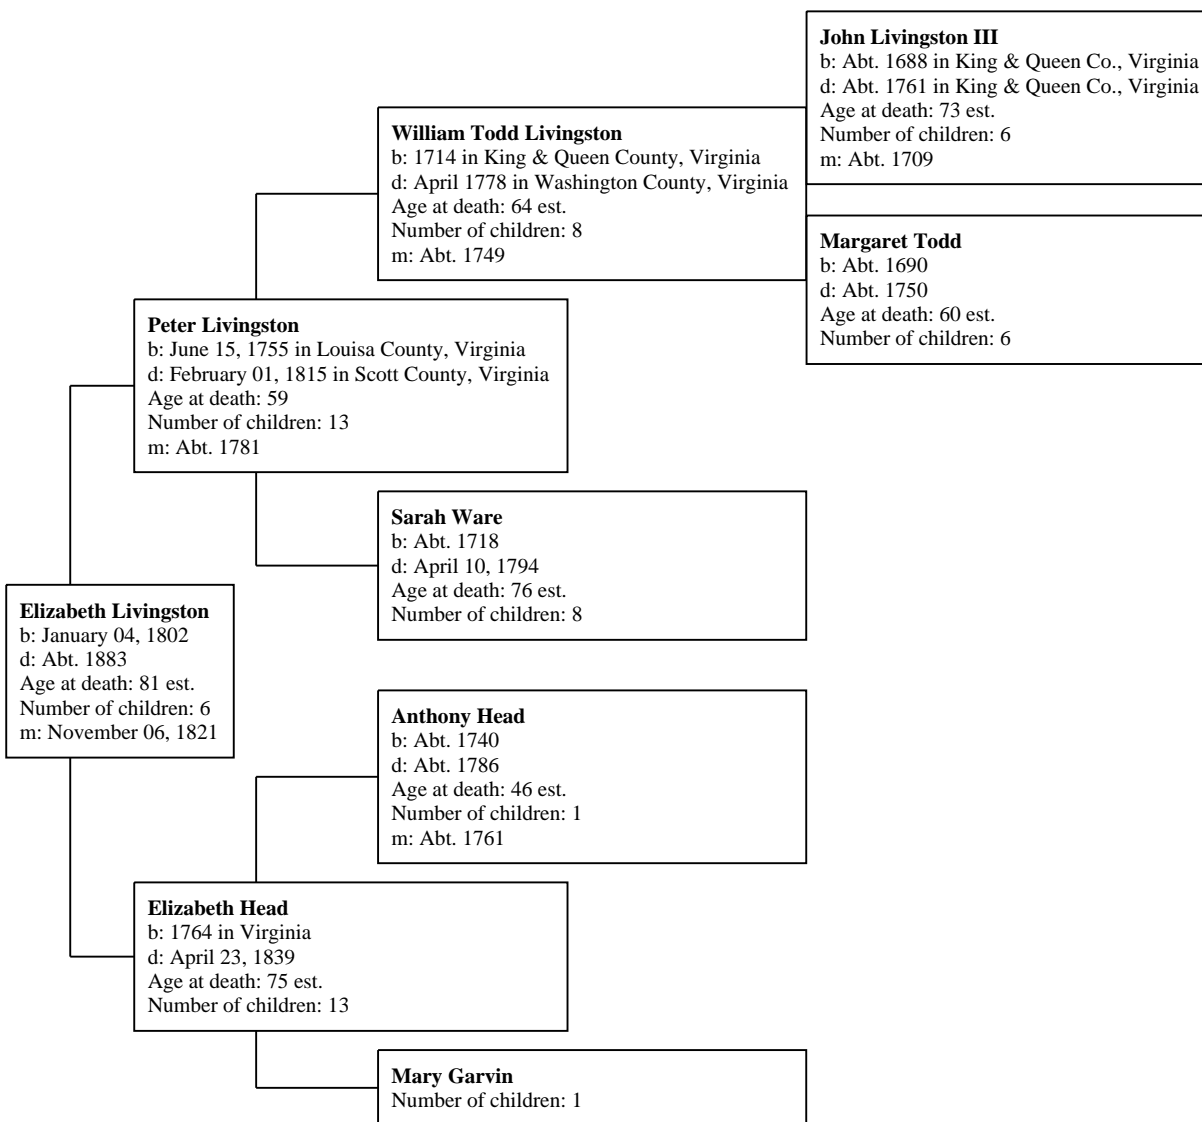 John Livingston III
b: Abt. 1688 in King & Queen Co., Virginia
d: Abt. 1761 in King & Queen Co., Virginia
Age at death: 73 est.
Number of children: 6
m: Abt. 1709
William Todd Livingston
b: 1714 in King & Queen County, Virginia
d: April 1778 in Washington County, Virginia
Age at death: 64 est.
Number of children: 8
m: Abt. 1749
Margaret Todd
b: Abt. 1690
d: Abt. 1750
Age at death: 60 est.
Number of children: 6
Peter Livingston
b: June 15, 1755 in Louisa County, Virginia
d: February 01, 1815 in Scott County, Virginia
Age at death: 59
Number of children: 13
m: Abt. 1781
Sarah Ware
b: Abt. 1718
d: April 10, 1794
Age at death: 76 est.
Number of children: 8
Elizabeth Livingston
b: January 04, 1802
d: Abt. 1883
Age at death: 81 est.
Number of children: 6
m: November 06, 1821
Anthony Head
b: Abt. 1740
d: Abt. 1786
Age at death: 46 est.
Number of children: 1
m: Abt. 1761
Elizabeth Head
b: 1764 in Virginia
d: April 23, 1839
Age at death: 75 est.
Number of children: 13
Mary Garvin
Number of children: 1